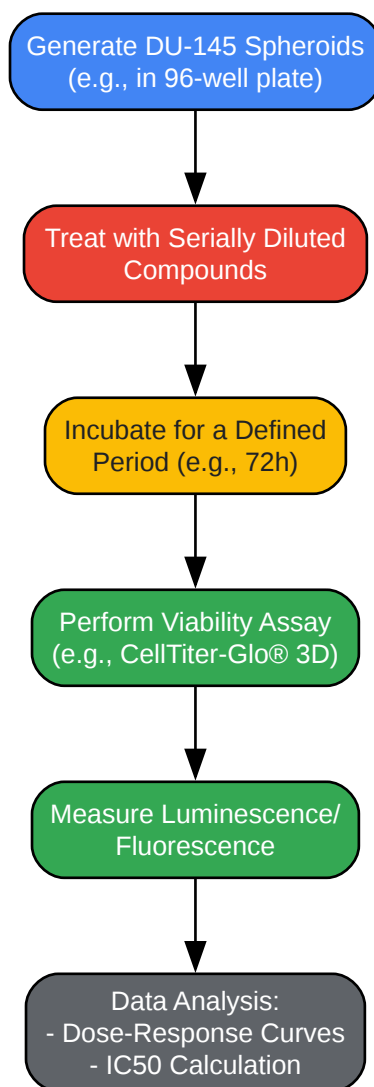 Generate DU-145 Spheroids
(e.g., in 96-well plate)
Treat with Serially Diluted
Compounds
Incubate for a Defined
Period (e.g., 72h)
Perform Viability Assay
(e.g., CellTiter-Glo® 3D)
Measure Luminescence/
Fluorescence
Data Analysis:
- Dose-Response Curves
- IC50 Calculation